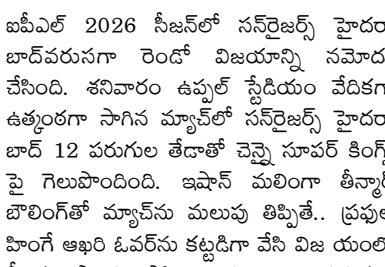 ఐపీఎల్ 2026 సీజన్‌లో సన్‌రైజర్స్ హైదరా
బాద్‌వరుసగా రెండో విజయాన్ని నమోదు
చేసింది. శనివారం ఉప్పల్ స్టేడియం వేదికగా
ఉత్కంఠగా సాగిన మ్యాచ్‌లో సన్‌రైజర్స్ హైదరా
బాద్ 12 పరుగుల తేడాతో చెన్నై సూపర్ కింగ్స్
పై గెలుపొందింది. ఇషాన్ మలింగా తీన్మార్
బౌలింగ్‌తో మ్యాచ్‌ను మలుపు తిప్పితే.. ప్రఫుల్
హింగే ఆఖరి ఓవర్‌ను కట్టడిగా వేసి విజ యంలో